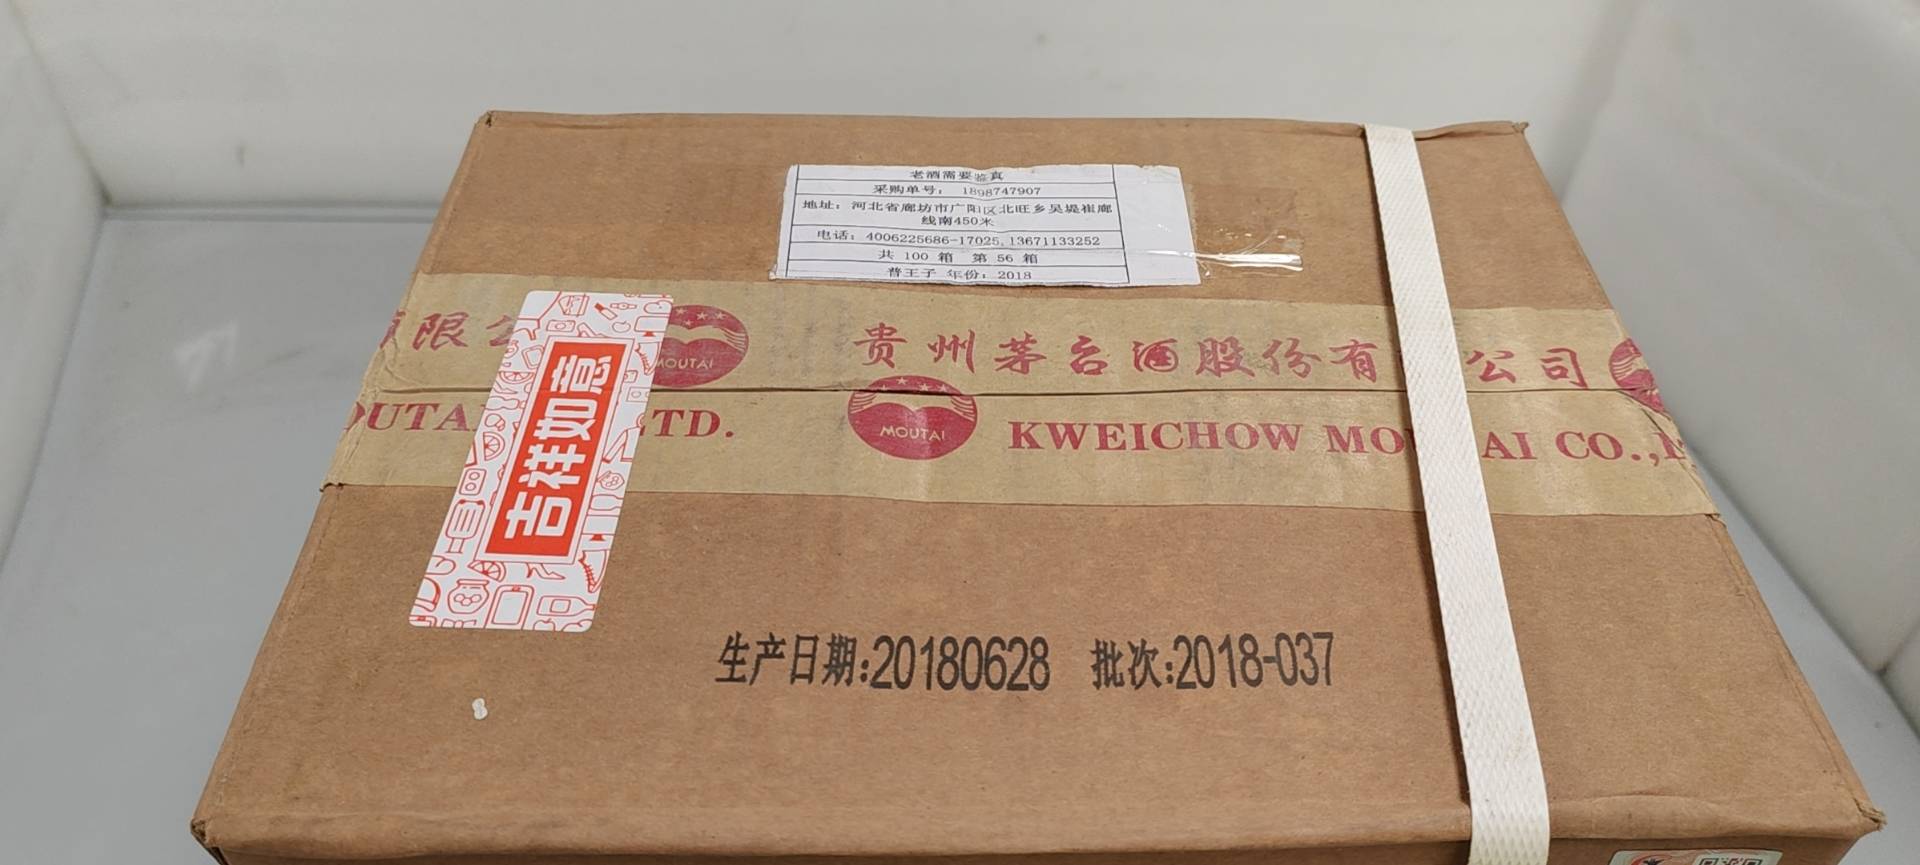 老酒需要鉴真
采购单号： 1898747907
地址：河北省廊坊市广阳区北旺乡吴堤崔廊
线南450米
电话：4006225686-17025,13671133252
共 100 箱 第 56 箱
普王子 年份：2018
限公
MOUTAI
贵州茅台酒股份有
公司
OUTA
LTD.
MOUTAI
KWEICHOW MO
AI CO.,
吉祥如意
生产日期:20180628 批次:2018-037